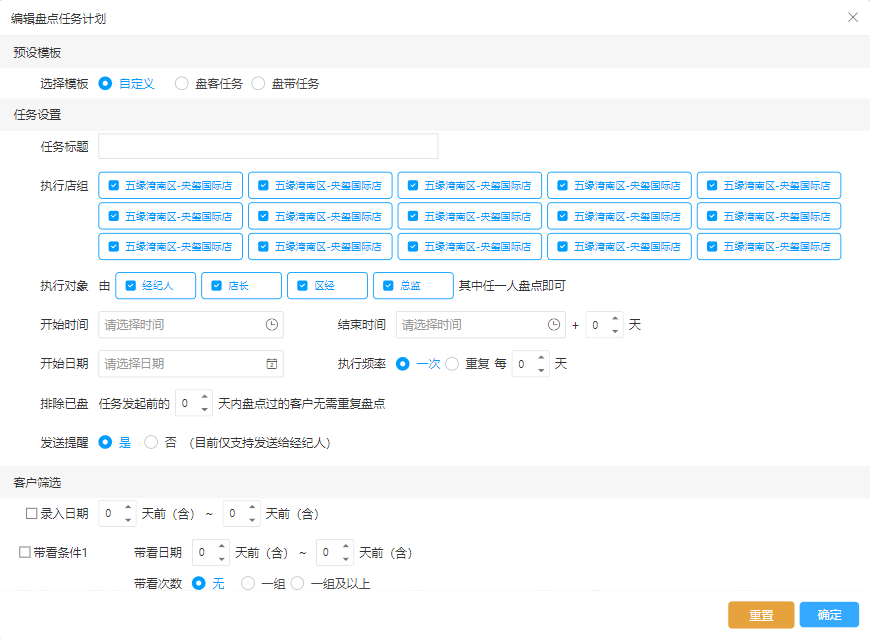 编辑盘点任务计划
预设模板
选择模板 自定义 盘客任务 盘带任务
任务设置
任务标题
执行店组 五缘湾南区-央玺国际店 五缘湾南区-央玺国际店 五缘湾南区-央玺国际店 五缘湾南区-央玺国际店 五缘湾南区-央玺国际店
五缘湾南区-央玺国际店 五缘湾南区-央玺国际店 五缘湾南区-央玺国际店 五缘湾南区-央玺国际店 五缘湾南区-央玺国际店
五缘湾南区-央玺国际店 五缘湾南区-央玺国际店 五缘湾南区-央玺国际店 五缘湾南区-央玺国际店 五缘湾南区-央玺国际店
执行对象 由 经纪人 店长 区经 总监 其中任一人盘点即可
开始时间 请选择时间 结束时间 请选择时间 + 0 天
开始日期 请选择日期 执行频率 一次 重复 每 0 天
排除已盘 任务发起前的 0 天内盘点过的客户无需重复盘点
发送提醒 是 否 （目前仅支持发送给经纪人）
客户筛选
录入日期 0 天前（含） ~ 0 天前（含）
带看条件1 带看日期 0 天前（含） ~ 0 天前（含）
带看次数 无 一组 一组及以上
重置 确定